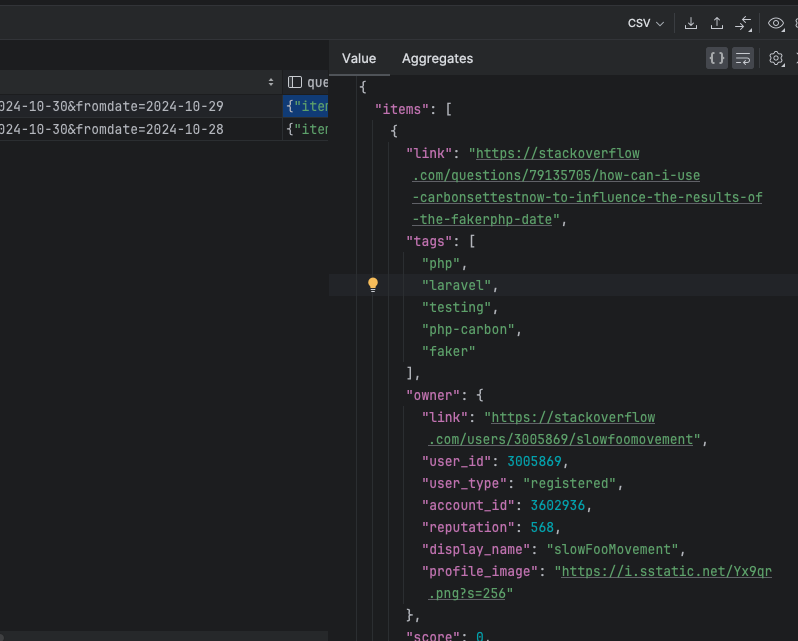 CSV
Value Aggregates
que
024-10-30&fromdate=2024-10-29 {"iter
024-10-30&fromdate=2024-10-28 {"iter
{
"items": [
{
"link": "https://stackoverflow
.com/questions/79135705/how-can-i-use
-carbonsettestnow-to-influence-the-results-of
-the-fakerphp-date",
"tags": [
"php",
"laravel",
"testing",
"php-carbon",
"faker"
],
"owner": {
"link": "https://stackoverflow
.com/users/3005869/slowfoomovement",
"user_id": 3005869,
"user_type": "registered",
"account_id": 3602936,
"reputation": 568,
"display_name": "slowFooMovement",
"profile_image": "https://i.sstatic.net/Yx9qr
.png?s=256"
},
"score": 0,